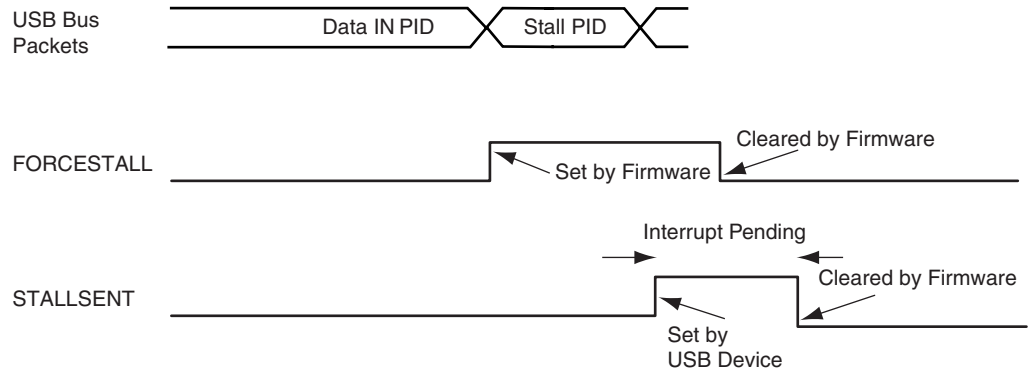 USB Bus
Packets
Data IN PID
Stall PID
FORCESTALL
Set by Firmware
Cleared by Firmware
Interrupt Pending
STALLSENT
Set by
USB Device
Cleared by Firmware